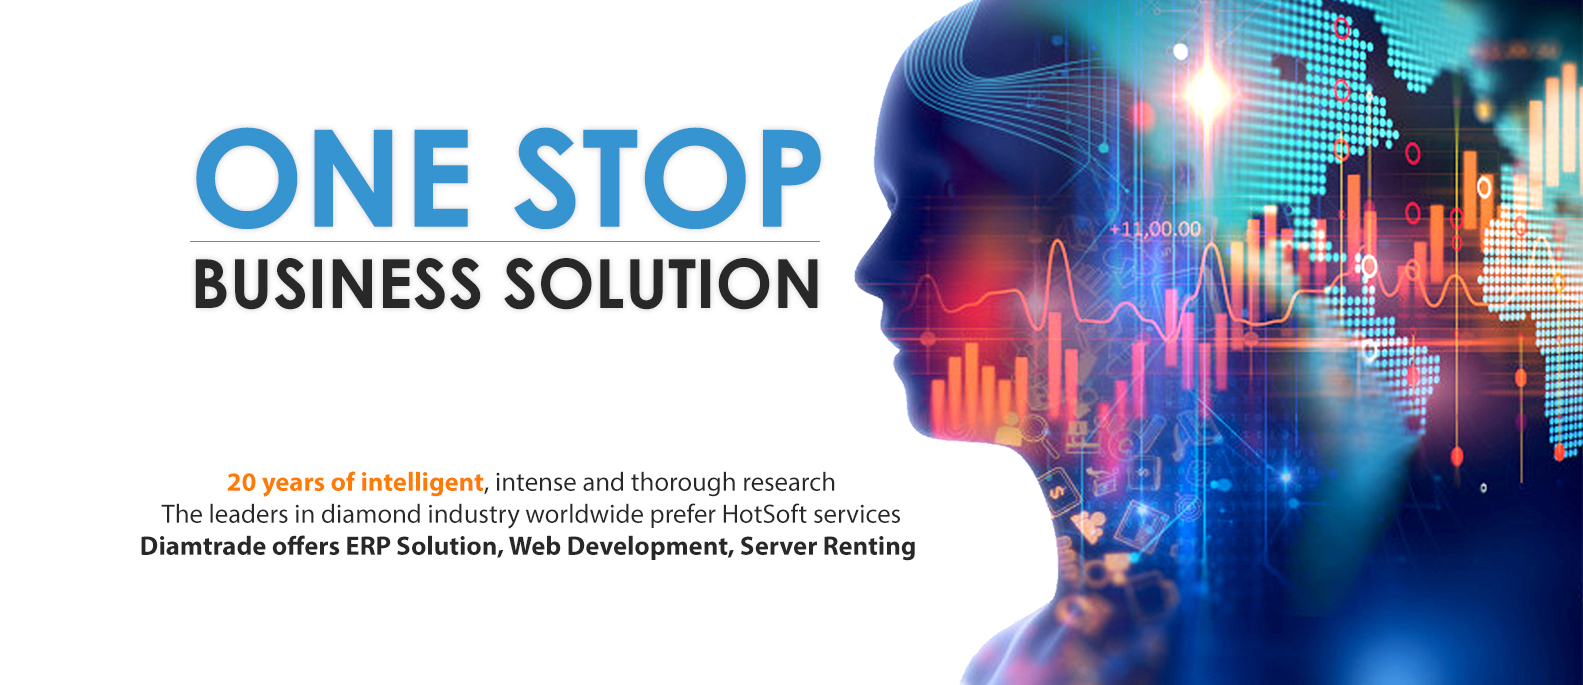 ONE STOP
BUSINESS SOLUTION
+11,00.00
20 years of intelligent, intense and thorough research
The leaders in diamond industry worldwide prefer HotSoft services
Diamtrade offers ERP Solution, Web Development, Server Renting